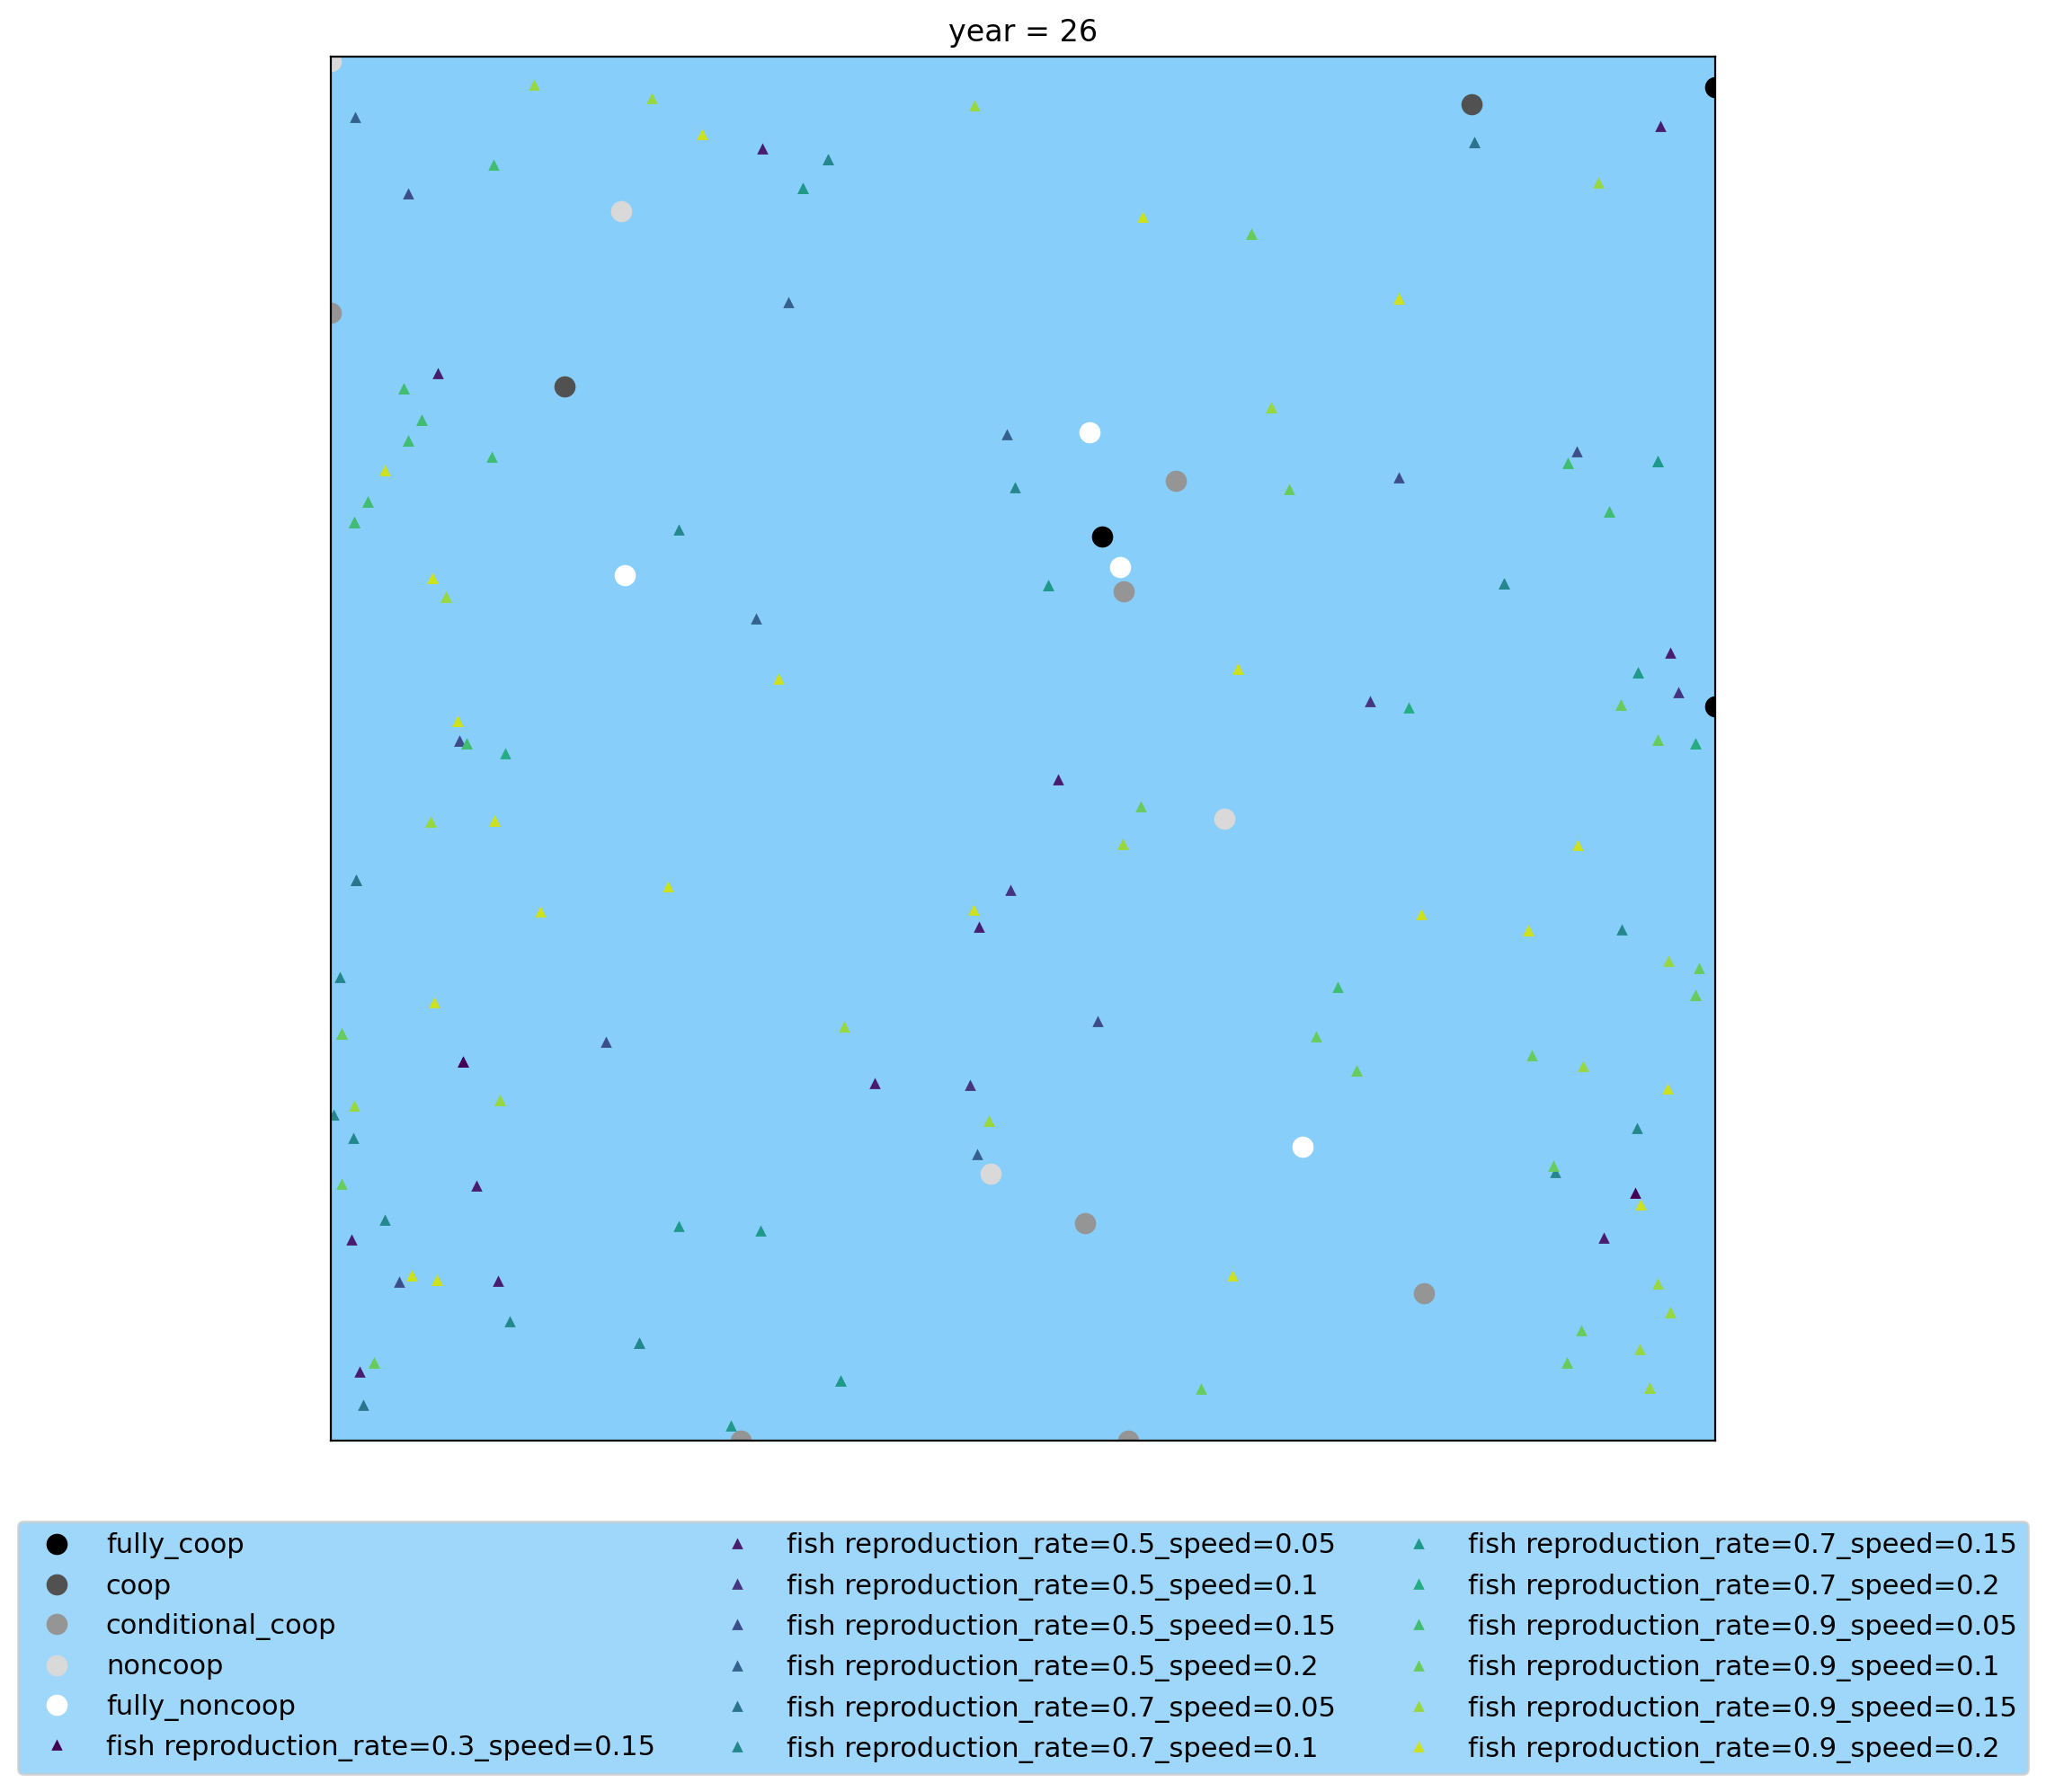 year = 26
fully_coop
coop
conditional_coop
noncoop
fully_noncoop
fish reproduction_rate=0.3_speed=0.15
fish reproduction_rate=0.5_speed=0.05
fish reproduction_rate=0.5_speed=0.1
fish reproduction_rate=0.5_speed=0.15
fish reproduction_rate=0.5_speed=0.2
fish reproduction_rate=0.7_speed=0.05
fish reproduction_rate=0.7_speed=0.1
fish reproduction_rate=0.7_speed=0.15
fish reproduction_rate=0.7_speed=0.2
fish reproduction_rate=0.9_speed=0.05
fish reproduction_rate=0.9_speed=0.1
fish reproduction_rate=0.9_speed=0.15
fish reproduction_rate=0.9_speed=0.2